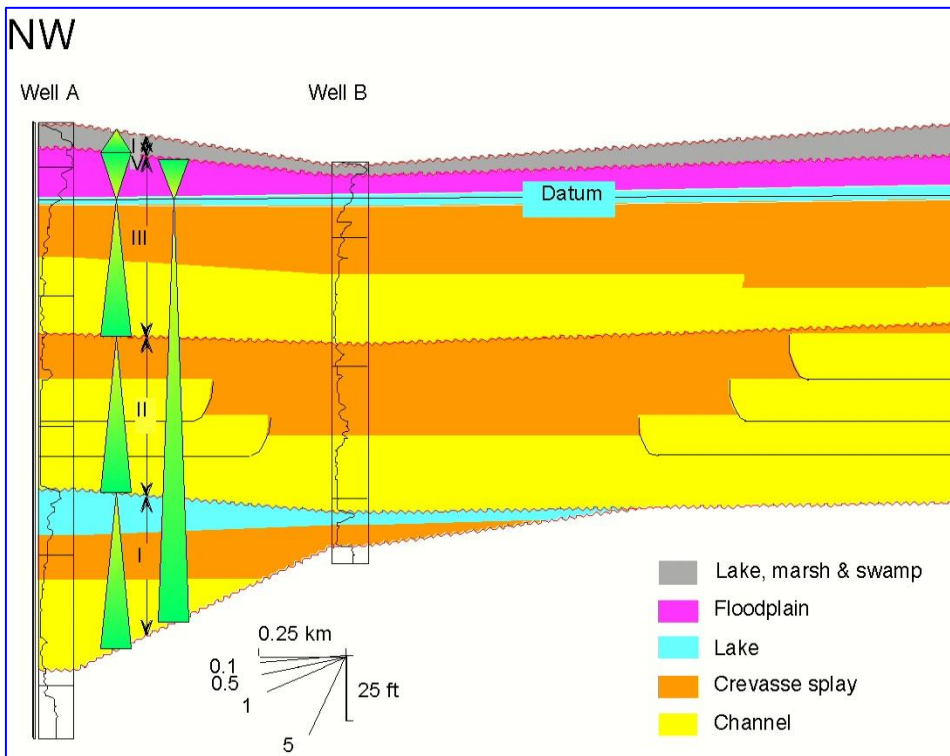 NW
Well A
Well B
I
V
Datum
III
II
I
0.25 km
0.1
0.5
1
5
25 ft
Lake, marsh & swamp
Floodplain
Lake
Crevasse splay
Channel